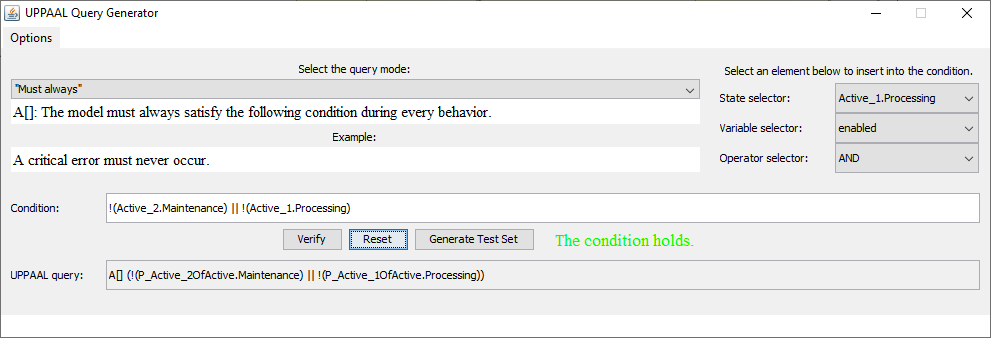 UPPAAL Query Generator
Options
Select the query mode:
"Must always"
A[]: The model must always satisfy the following condition during every behavior.
Example:
A critical error must never occur.
Select an element below to insert into the condition.
State selector: Active_1.Processing
Variable selector: enabled
Operator selector: AND
Condition: !(Active_2.Maintenance) || !(Active_1.Processing)
Verify Reset Generate Test Set The condition holds.
UPPAAL query: A[] (!(P_Active_2OfActive.Maintenance) || !(P_Active_1OfActive.Processing))